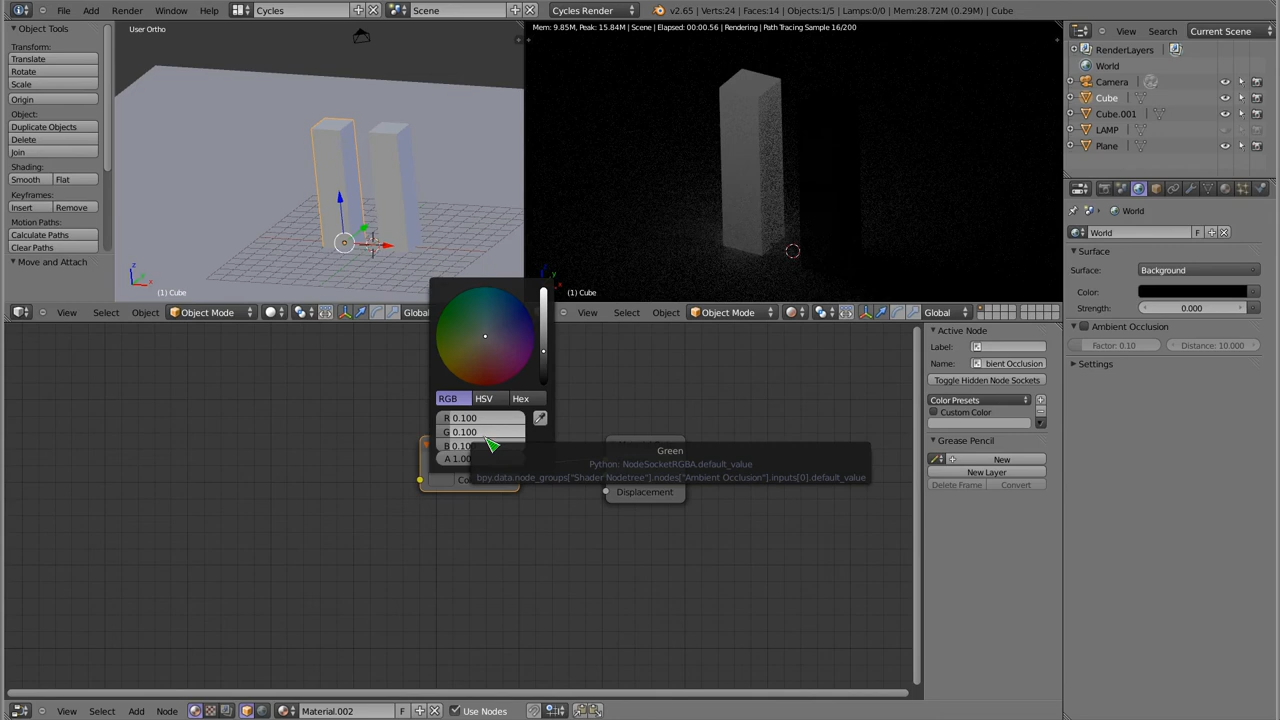 File Add Render Window Help Cycles Scene Cycles Render v2.65 | Verts:24 | Faces:14 | Objects:1/5 | Lamps:0/0 | Mem:28.72M (0.29M) | Cube
Object Tools
Transform:
Translate
Rotate
Scale
Origin
Object:
Duplicate Objects
Delete
Join
Shading:
Smooth Flat
Keyframes:
Insert Remove
Motion Paths:
Calculate Paths
Clear Paths
Move and Attach
User Ortho
(1) Cube
Mem: 9.85M, Peak: 15.84M | Scene | Elapsed: 00:00.56 | Rendering | Path Tracing Sample 16/200
(1) Cube
View Search Current Scene
RenderLayers
World
Camera
Cube
Cube.001
LAMP
Plane
World
World F
Surface
Surface: Background
Color:
Strength: 0.000
Ambient Occlusion
Factor: 0.10 Distance: 10.000
Settings
View Select Object Object Mode Global
View Select Object Object Mode Global
RGB HSV Hex
R 0.100
G 0.100
B 0.10
A 1.00
Green
Python: NodeSocketRGBA.default_value
bpy.data.node_groups["Shader Nodetree"].nodes["Ambient Occlusion"].inputs[0].default_value
Displacement
Active Node
Label:
Name: bient Occlusion
Toggle Hidden Node Sockets
Color Presets
Custom Color
Grease Pencil
New
New Layer
Delete Frame Convert
View Select Add Node Material.002 F Use Nodes